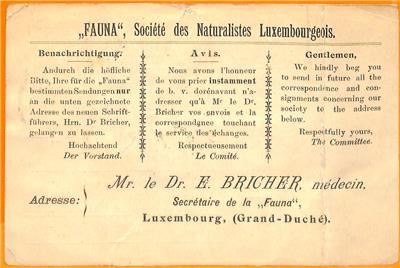 „FAUNA“, Société des Naturalistes Luxembourgeois.
Benachrichtigung.
Andurch die höfliche
Bitte, Ihre für die „Fauna“
bestimmten Sendungen nur
an die unten gezeichnete
Adresse des neuen Schrift-
führers, Hrn. Dr Bricher,
gelangen zu lassen.
Hochachtend
Der Vorstand.
Avis.
Nous avons l'honneur
de vous prier instamment
de b. v. dorénavant n'a-
dresser qu'à Mr le Dr.
Bricher vos envois et la
correspondence touchant
le service des échanges.
Respectueusement
Le Comité.
Gentlemen,
We hindly beg you
to send in future all the
correspondence and con-
signments concerning our
society to the address
below.
Respectfully yours,
The Committee.
Adresse:
Mr. le Dr. E. BRICHER, médecin,
Secrétaire de la „Fauna“,
Luxembourg, (Grand-Duché).